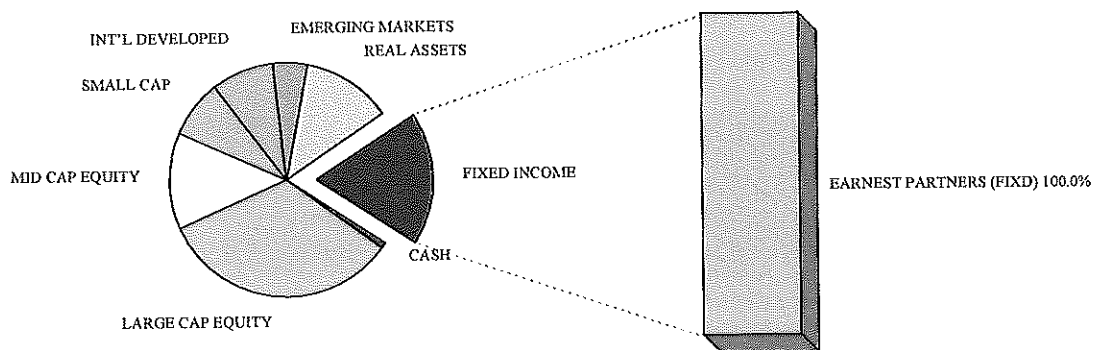 EMERGING MARKETS
INT'L DEVELOPED
REAL ASSETS
SMALL CAP
MID CAP EQUITY
FIXED INCOME
EARNEST PARTNERS (FIXD) 100.0%
CASH
LARGE CAP EQUITY